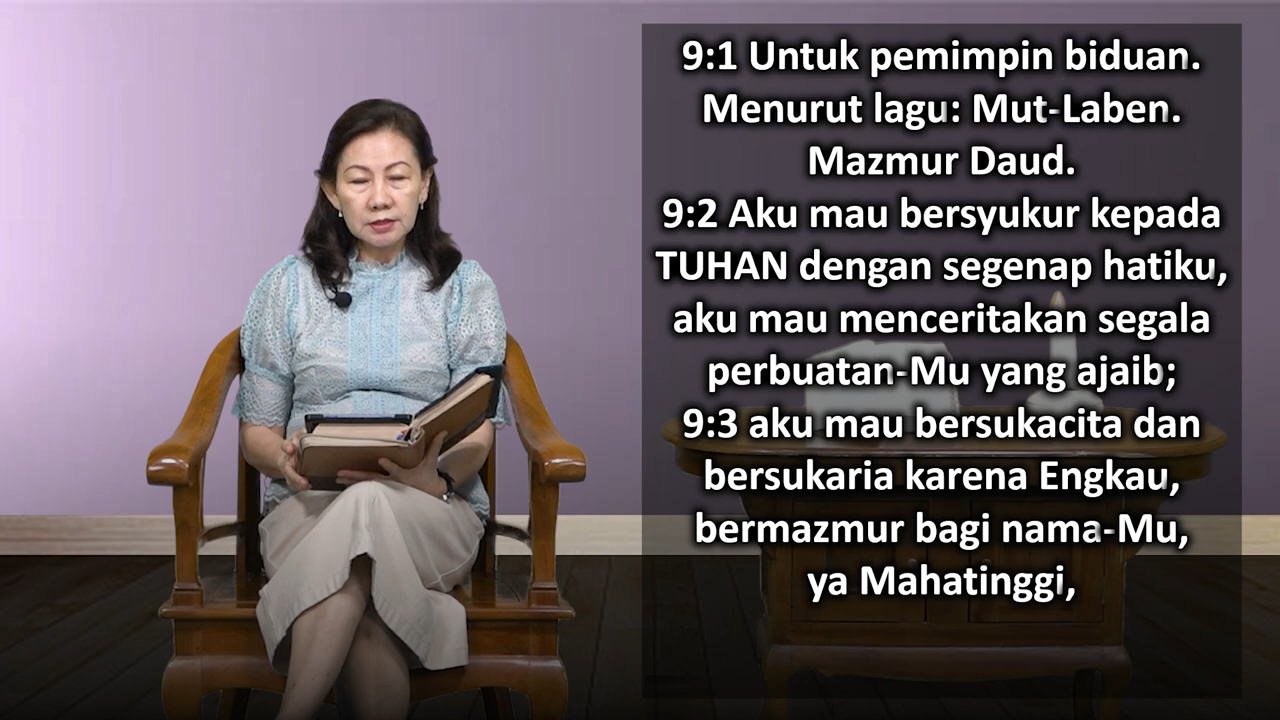 9:1 Untuk pemimpin biduan.
Menurut lagu: Mut-Laben.
Mazmur Daud.
9:2 Aku mau bersyukur kepada
TUHAN dengan segenap hatiku,
aku mau menceritakan segala
perbuatan-Mu yang ajaib;
9:3 aku mau bersukacita dan
bersukaria karena Engkau,
bermazmur bagi nama-Mu,
ya Mahatinggi,